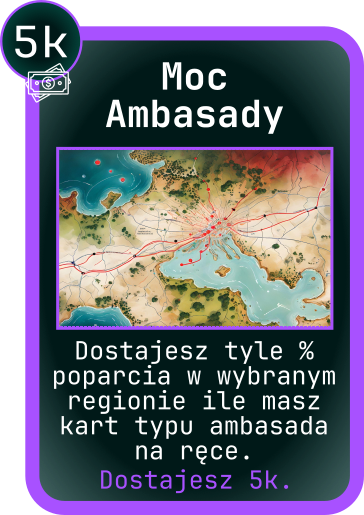 5k
Moc
Ambasady
Dostajesz tyle %
poparcia w wybranym
regionie ile masz
kart typu ambasada
na ręce.
Dostajesz 5k.